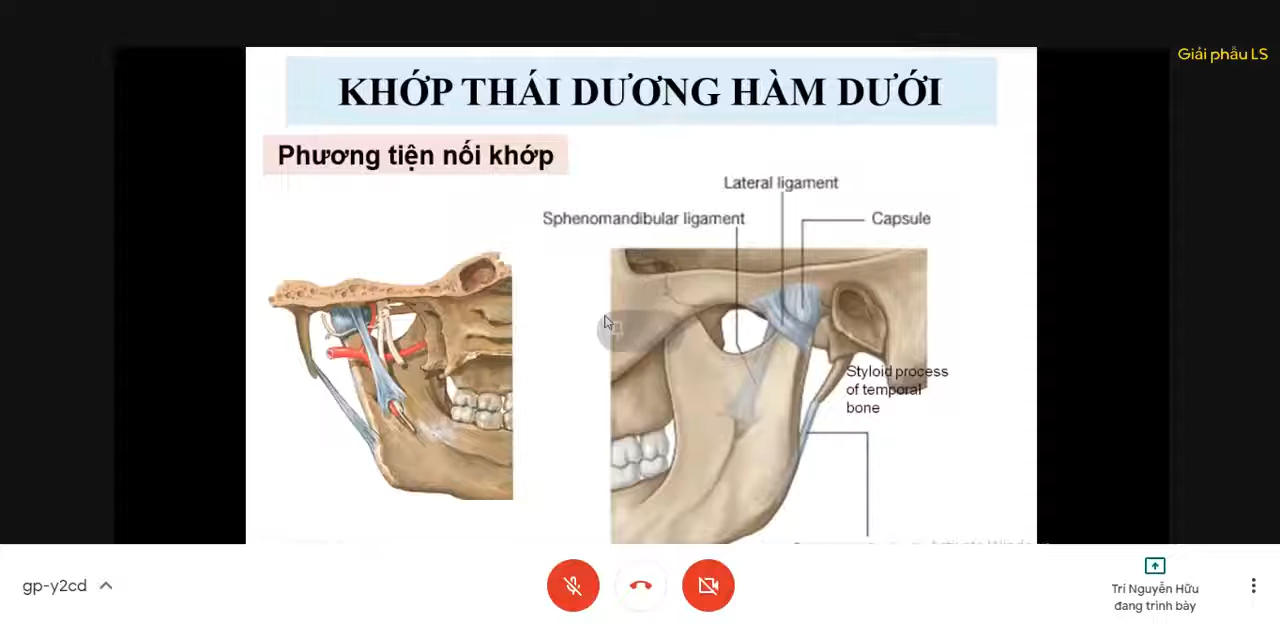 Giải phẫu LS
KHỚP THÁI DƯƠNG HÀM DƯỚI
Phương tiện nối khớp
Lateral ligament
Sphenomandibular ligament
Capsule
Styloid process
of temporal
bone
gp-y2cd
Trí Nguyễn Hữu
đang trình bày